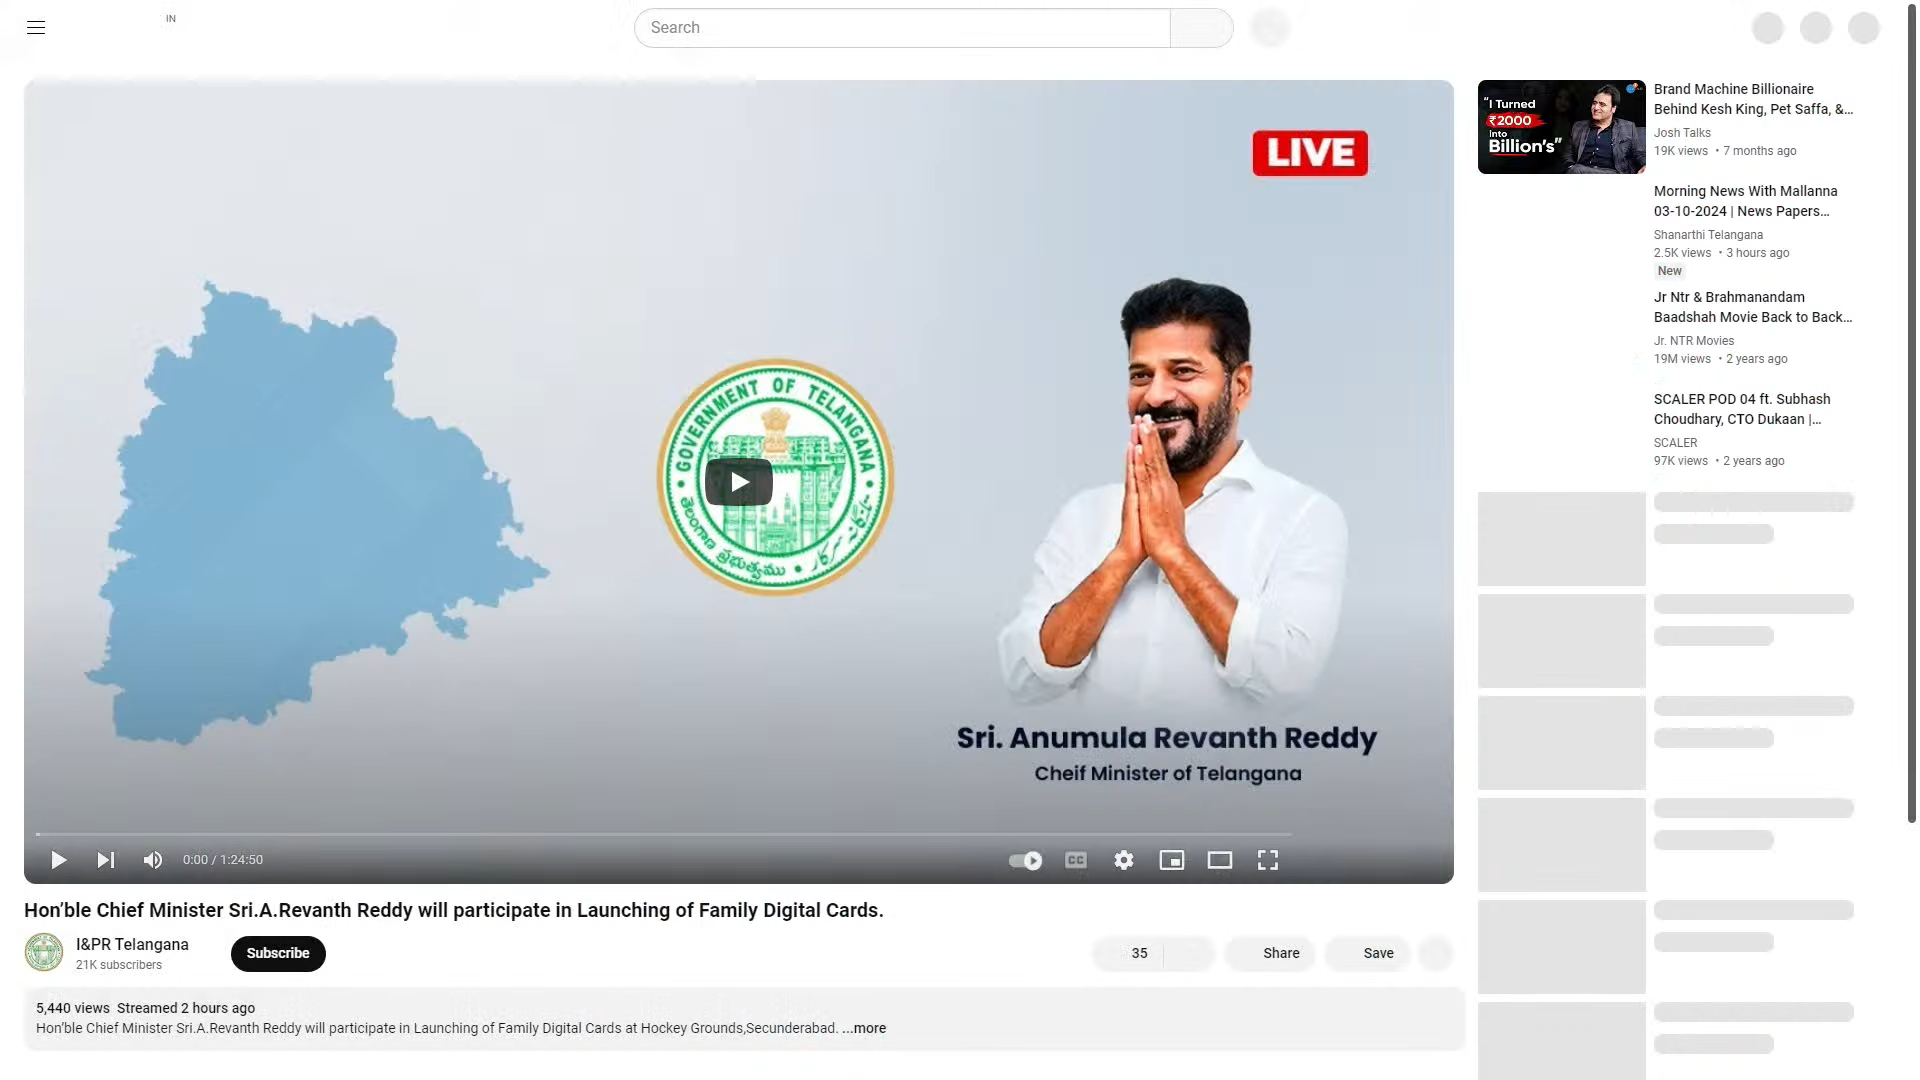 IN
Search
LIVE
GOVERNMENT OF TELANGANA
తెలంగాణ ప్రభుత్వము
Sri. Anumula Revanth Reddy
Cheif Minister of Telangana
0:00 / 1:24:50
CC
Hon’ble Chief Minister Sri.A.Revanth Reddy will participate in Launching of Family Digital Cards.
I&PR Telangana
21K subscribers
Subscribe
35
Share
Save
5,440 views Streamed 2 hours ago
Hon’ble Chief Minister Sri.A.Revanth Reddy will participate in Launching of Family Digital Cards at Hockey Grounds,Secunderabad. ...more
"I Turned
₹2000
Into
Billion's"
Brand Machine Billionaire
Behind Kesh King, Pet Saffa, &...
Josh Talks
19K views • 7 months ago
Morning News With Mallanna
03-10-2024 | News Papers...
Shanarthi Telangana
2.5K views • 3 hours ago
New
Jr Ntr & Brahmanandam
Baadshah Movie Back to Back...
Jr. NTR Movies
19M views • 2 years ago
SCALER POD 04 ft. Subhash
Choudhary, CTO Dukaan |...
SCALER
97K views • 2 years ago